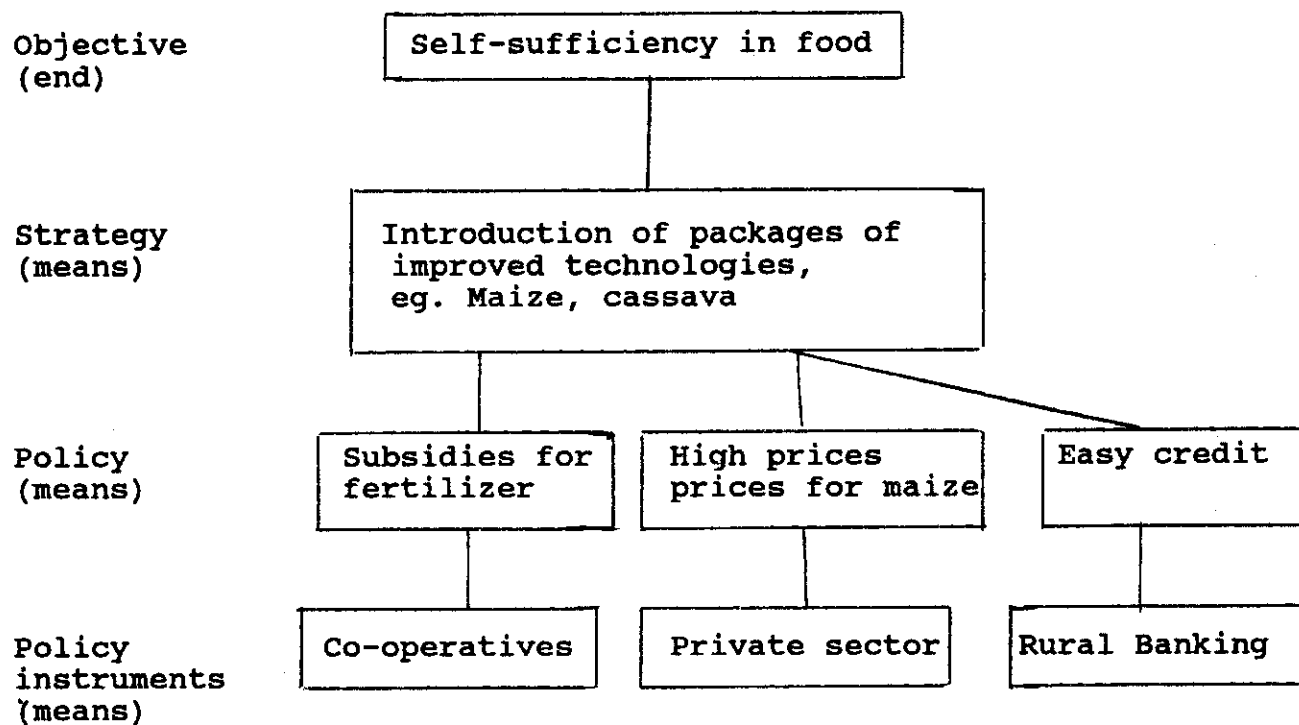 Objective
(end)
Self-sufficiency in food
Strategy
(means)
Introduction of packages of
improved technologies,
eg. Maize, cassava
Policy
(means)
Subsidies for
fertilizer
High prices
prices for maize
Easy credit
Policy
instruments
(means)
Co-operatives
Private sector
Rural Banking